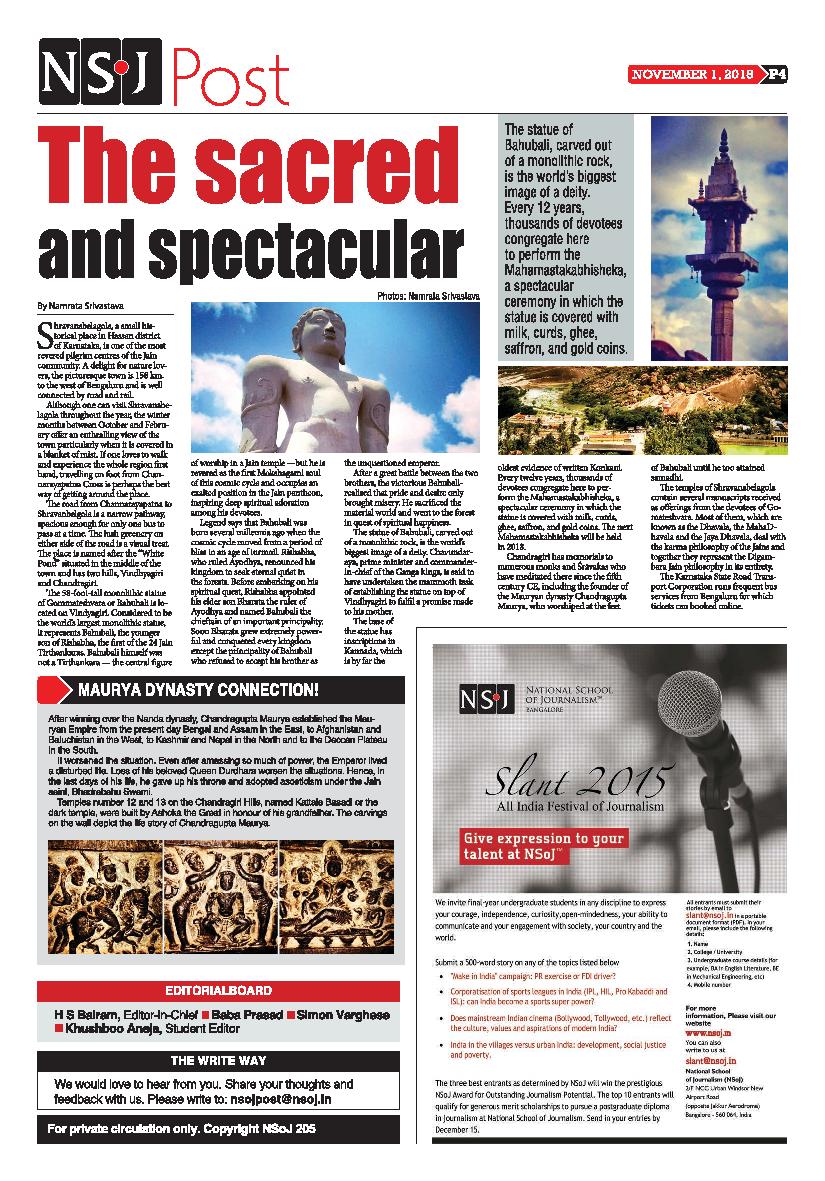 NSJ Post
NOVEMBER 1, 2018 P4
The sacred
and spectacular
The statue of
Bahubali, carved out
of a monolithic rock,
is the world's biggest
image of a deity.
Every 12 years,
thousands of devotees
congregate here
to perform the
Mahamastakabhisheka,
a spectacular
ceremony in which the
statue is covered with
milk, curds, ghee,
saffron, and gold coins.
Photos: Namrata Srivastava
By Namrata Srivastava
Shravanabelagola, a small his-
torical place in Hassan district
of Karnataka, is one of the most
revered pilgrim centres of the Jain
community. A delight for nature lov-
ers, the picturesque town is 158 km
to the west of Bengaluru and is well
connected by road and rail.
Although one can visit Shravanabe-
lagola throughout the year, the winter
months between October and Febru-
ary offer an enthralling view of the
town particularly when it is covered in
a blanket of mist. If one loves to walk
and experience the whole region first
hand, travelling on foot from Chan-
narayapatna Cross is perhaps the best
way of getting around the place.
The road from Channarayapatna to
Shravanbelgola is a narrow pathway,
spacious enough for only one bus to
pass at a time. The lush greenery on
either side of the road is a visual treat.
The place is named after the "White
Pond" situated in the middle of the
town and has two hills, Vindhyagiri
and Chandragiri.
The 58-foot-tall monolithic statue
of Gommateshvara or Bahubali is lo-
cated on Vindyagiri. Considered to be
the world's largest monolithic statue,
it represents Bahubali, the younger
son of Rishabha, the first of the 24 Jain
Tirthankaras. Bahubali himself was
not a Tirthankara — the central figure
of worship in a Jain temple — but he is
revered as the first Mokshagami soul
of this cosmic cycle and occupies an
exalted position in the Jain pantheon,
inspiring deep spiritual adoration
among his devotees.
Legend says that Bahubali was
born several millennia ago when the
cosmic cycle moved from a period of
bliss to an age of turmoil. Rishabha,
who ruled Ayodhya, renounced his
kingdom to seek eternal quiet in
the forests. Before embarking on his
spiritual quest, Rishabha appointed
his elder son Bharata the ruler of
Ayodhya and named Bahubali the
chieftain of an important principality.
Soon Bharata grew extremely power-
ful and conquered every kingdom
except the principality of Bahubali
who refused to accept his brother as
the unquestioned emperor.
After a great battle between the two
brothers, the victorious Bahubali-
realised that pride and desire only
brought misery. He sacrificed the
material world and went to the forest
in quest of spiritual happiness.
The statue of Bahubali, carved out
of a monolithic rock, is the world's
biggest image of a deity. Chavundar-
aya, prime minister and commander-
in-chief of the Ganga kings, is said to
have undertaken the mammoth task
of establishing the statue on top of
Vindhyagiri to fulfil a promise made
to his mother.
The base of
the statue has
inscriptions in
Kannada, which
is by far the
oldest evidence of written Konkani.
Every twelve years, thousands of
devotees congregate here to per-
form the Mahamastakabhisheka, a
spectacular ceremony in which the
statue is covered with milk, curds,
ghee, saffron, and gold coins. The next
Mahamastakabhisheka will be held
in 2018.
Chandragiri has memorials to
numerous monks and Śrāvakas who
have meditated there since the fifth
century CE, including the founder of
the Mauryan dynasty Chandragupta
Maurya, who worshiped at the feet
of Bahubali until he too attained
samadhi.
The temples of Shravanabelagola
contain several manuscripts received
as offerings from the devotees of Go-
mateshvara. Most of them, which are
known as the Dhavala, the MahaD-
havala and the Jaya Dhavala, deal with
the karma philosophy of the Jains and
together they represent the Digam-
bara Jain philosophy in its entirety.
The Karnataka State Road Trans-
port Corporation runs frequent bus
services from Bengaluru for which
tickets can booked online.
MAURYA DYNASTY CONNECTION!
After winning over the Nanda dynasty, Chandragupta Maurya established the Mau-
ryan Empire from the present day Bengal and Assam in the East, to Afghanistan and
Baluchistan in the West, to Kashmir and Nepal in the North and to the Deccan Plateau
in the South.
It worsened the situation. Even after amassing so much of power, the Emperor lived
a disturbed life. Loss of his beloved Queen Durdhara worsen the situations. Hence, in
the last days of his life, he gave up his throne and adopted asceticism under the Jain
saint, Bhadrabahu Swami.
Temples number 12 and 13 on the Chandragiri Hills, named Kattale Basadi or the
dark temple, were built by Ashoka the Great in honour of his grandfather. The carvings
on the wall depict the life story of Chandragupta Maurya.
EDITORIALBOARD
H S Balram, Editor-in-Chief ■ Baba Prasad ■ Simon Varghese
■ Khushboo Aneja, Student Editor
THE WRITE WAY
We would love to hear from you. Share your thoughts and
feedback with us. Please write to: nsojpost@nsoj.in
For private circulation only. Copyright NSoJ 205
NSJ NATIONAL SCHOOL
OF JOURNALISM™
BANGALORE
Slant 2015
All India Festival of Journalism
Give expression to your
talent at NSoJ™
We invite final-year undergraduate students in any discipline to express
your courage, independence, curiosity,open-mindedness, your ability to
communicate and your engagement with society, your country and the
world.
Submit a 500-word story on any of the topics listed below
• "Make in India" campaign: PR exercise or FDI driver?
• Corporatisation of sports leagues in India (IPL, HIL, Pro Kabaddi and
ISL): can India become a sports super power?
• Does mainstream Indian cinema (Bollywood, Tollywood, etc.) reflect
the culture, values and aspirations of modern India?
• India in the villages versus urban India: development, social justice
and poverty.
The three best entrants as determined by NSoJ will win the prestigious
NSoJ Award for Outstanding Journalism Potential. The top 10 entrants will
qualify for generous merit scholarships to pursue a postgraduate diploma
in journalism at National School of Journalism. Send in your entries by
December 15.
All entrants must submit their
stories by email to
slant@nsoj.in in a portable
document format (PDF). In your
email, please include the following
details:
1. Name
2. College / University
3. Undergraduate course details (for
example, BA in English Literature, BE
in Mechanical Engineering, etc)
4. Mobile number
For more
information, Please visit our
website
www.nsoj.in
You can also
write to us at
slant@nsoj.in
National School
of Journalism (NSoJ)
2/F NCC Urban Windsor New
Airport Road
(opposite Jakkur Aerodrome)
Bangalore - 560 064, India